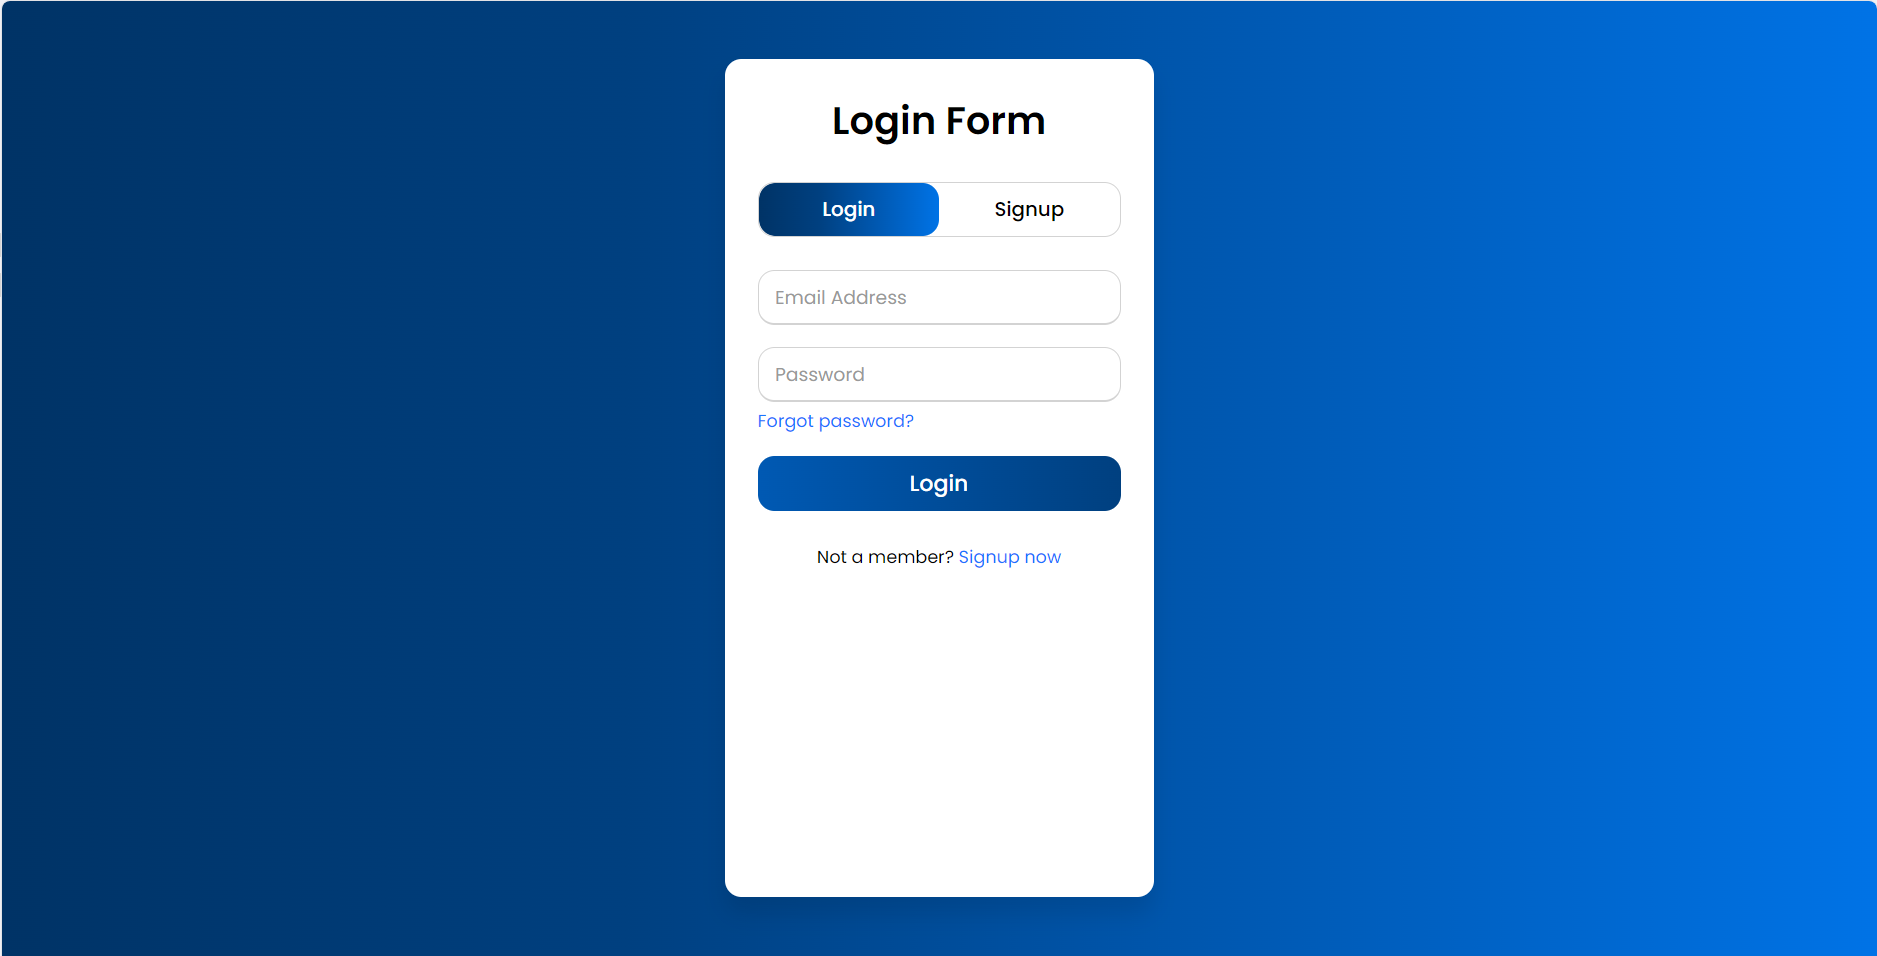 Login Form
Login Signup
Email Address
Password
Forgot password?
Login
Not a member? Signup now